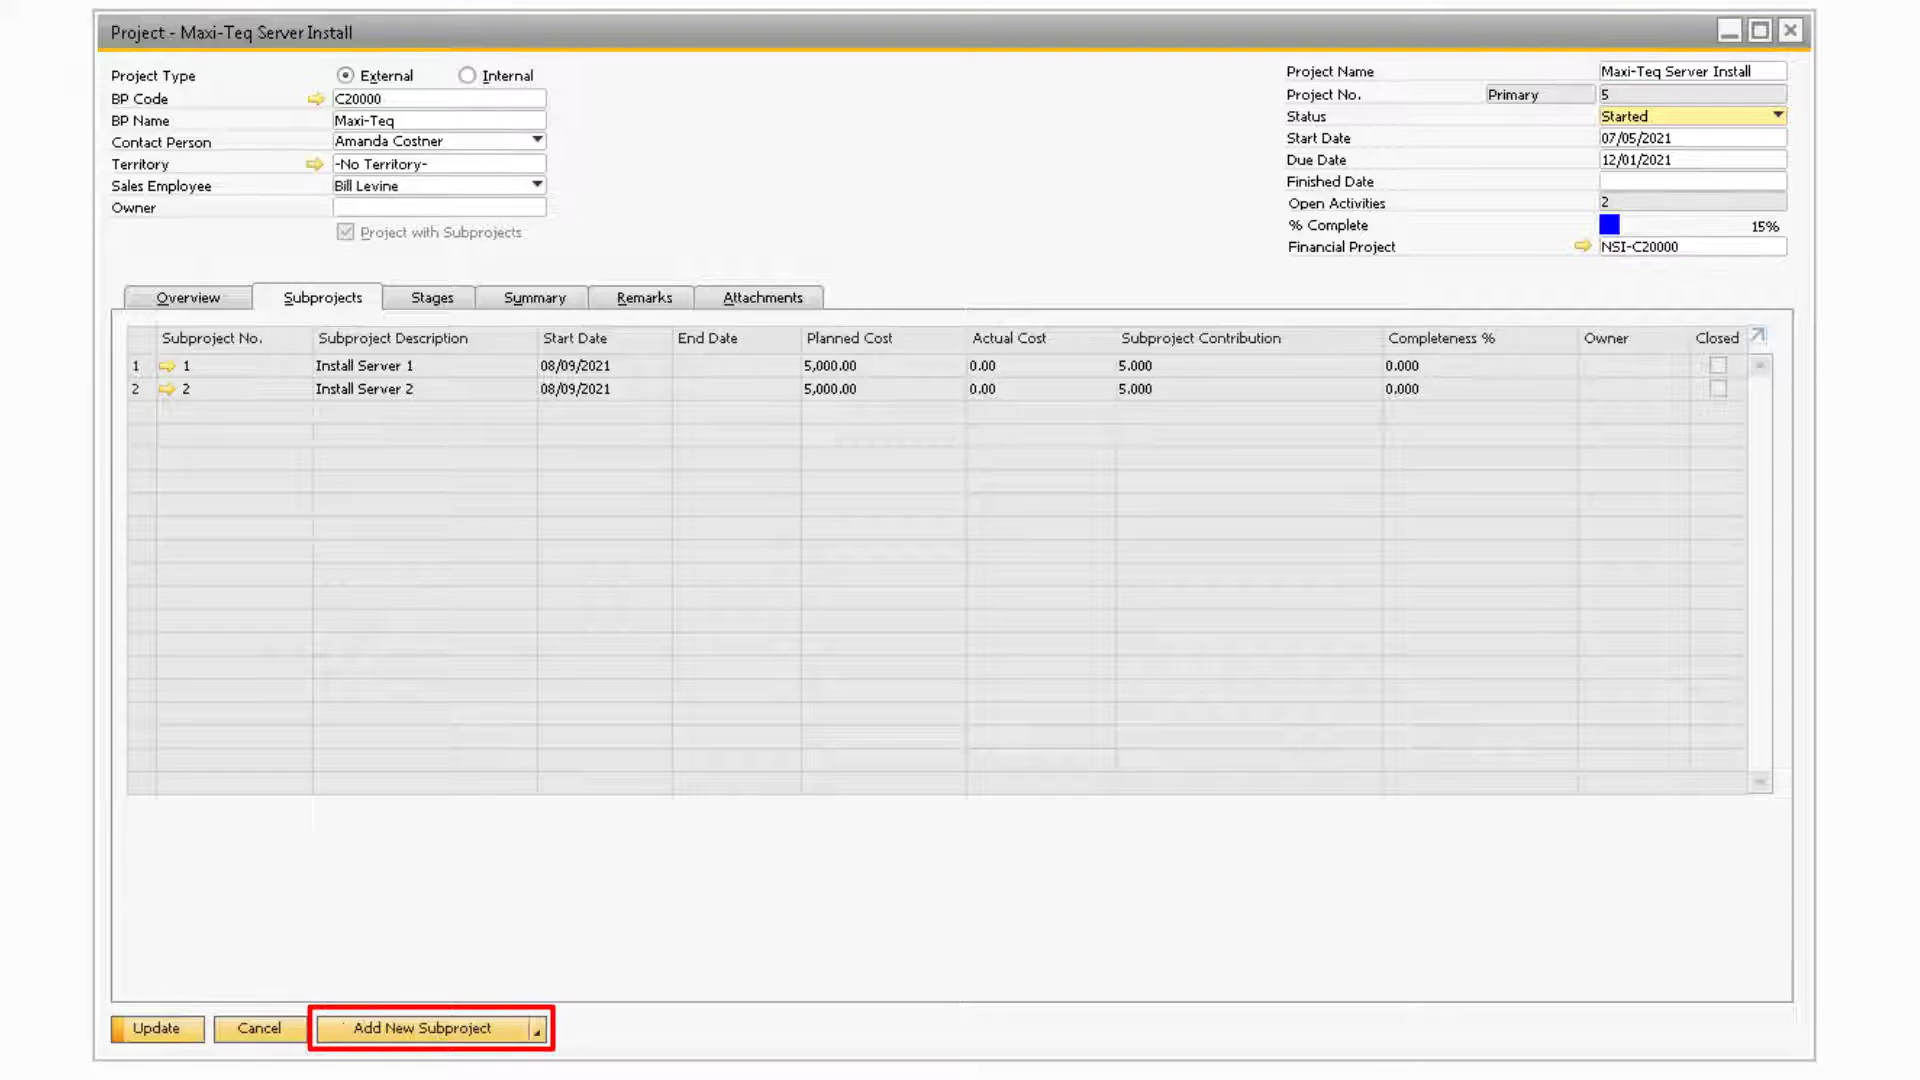 Project - Maxi-Teq Server Install
Project Type External Internal
BP Code C20000
BP Name Maxi-Teq
Contact Person Amanda Costner
Territory -No Territory-
Sales Employee Bill Levine
Owner
Project with Subprojects
Project Name Maxi-Teq Server Install
Project No. Primary 5
Status Started
Start Date 07/05/2021
Due Date 12/01/2021
Finished Date
Open Activities 2
% Complete 15%
Financial Project NSI-C20000
Overview Subprojects Stages Summary Remarks Attachments
Subproject No. Subproject Description Start Date End Date Planned Cost Actual Cost Subproject Contribution Completeness % Owner Closed
1 1 Install Server 1 08/09/2021 5,000.00 0.00 5.000 0.000
2 2 Install Server 2 08/09/2021 5,000.00 0.00 5.000 0.000
Update Cancel Add New Subproject